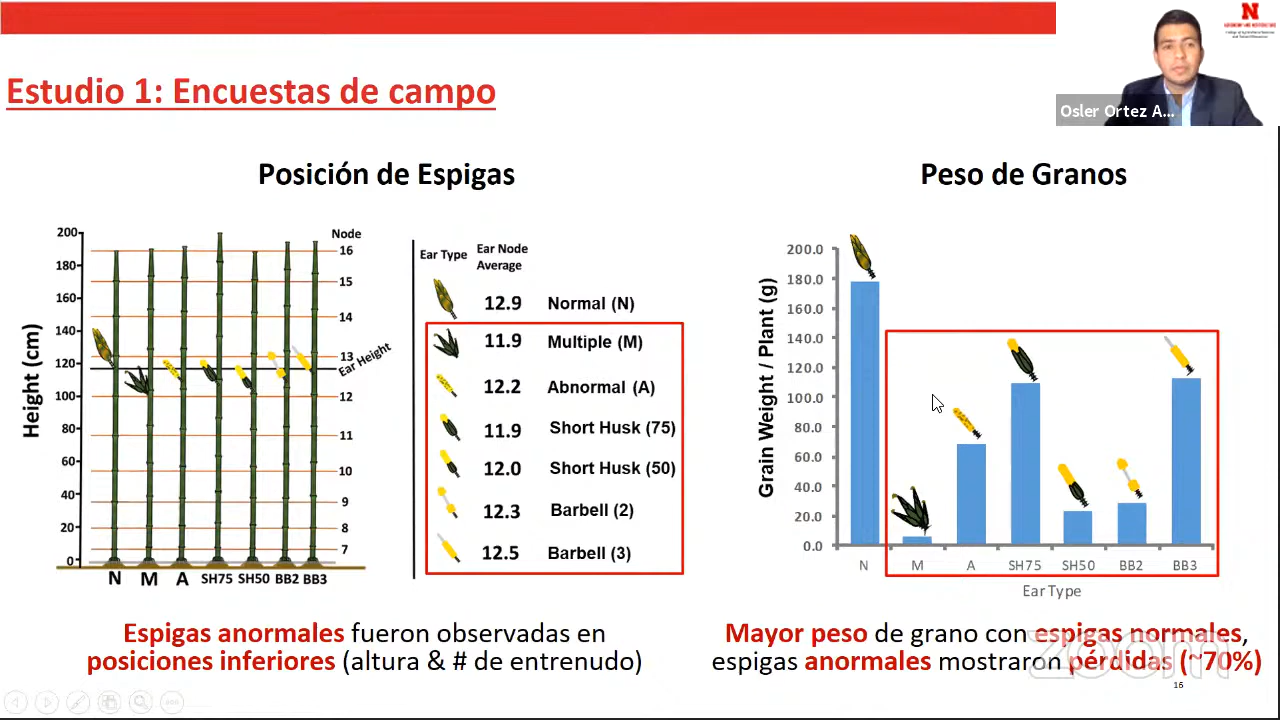 N
Osler Ortez A...
Estudio 1: Encuestas de campo
Posición de Espigas
Height (cm)
200
180
160
140
120
100
80
60
40
20
0
Node
16
15
14
13
Ear Height
12
11
10
9
8
7
N M A SH75 SH50 BB2 BB3
Ear Type Ear Node Average
12.9 Normal (N)
11.9 Multiple (M)
12.2 Abnormal (A)
11.9 Short Husk (75)
12.0 Short Husk (50)
12.3 Barbell (2)
12.5 Barbell (3)
Espigas anormales fueron observadas en
posiciones inferiores (altura & # de entrenudo)
Peso de Granos
Grain Weight / Plant (g)
200.0
180.0
160.0
140.0
120.0
100.0
80.0
60.0
40.0
20.0
0.0
N M A SH75 SH50 BB2 BB3
Ear Type
Mayor peso de grano con espigas normales,
espigas anormales mostraron pérdidas (~70%)
zoom
16